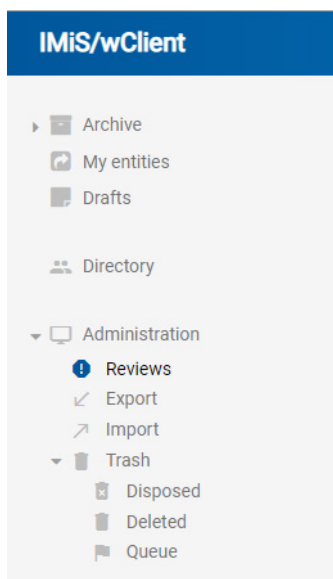 IMiS/wClient
Archive
My entities
Drafts
Directory
Administration
Reviews
Export
Import
Trash
Disposed
Deleted
Queue